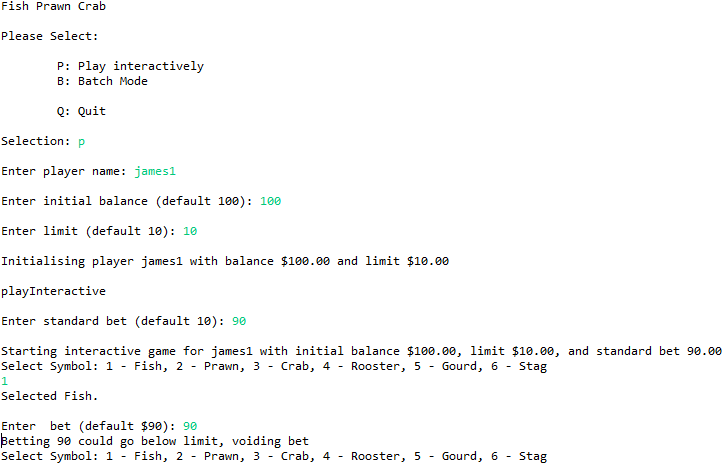 Fish Prawn Crab
Please Select:
P: Play interactively
B: Batch Mode
Q: Quit
Selection: p
Enter player name: james1
Enter initial balance (default 100): 100
Enter limit (default 10): 10
Initialising player james1 with balance $100.00 and limit $10.00
playInteractive
Enter standard bet (default 10): 90
Starting interactive game for james1 with initial balance $100.00, limit $10.00, and standard bet 90.00
Select Symbol: 1 - Fish, 2 - Prawn, 3 - Crab, 4 - Rooster, 5 - Gourd, 6 - Stag
1
Selected Fish.
Enter  bet (default $90): 90
Betting 90 could go below limit, voiding bet
Select Symbol: 1 - Fish, 2 - Prawn, 3 - Crab, 4 - Rooster, 5 - Gourd, 6 - Stag